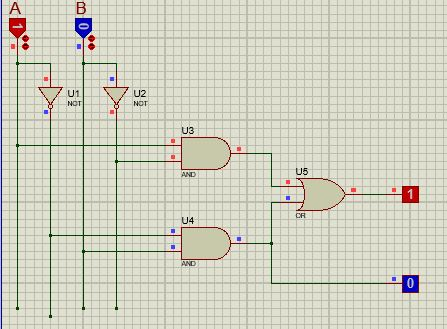 A B
1 0
U1 U2
NOT NOT
U3
AND
U5
1
OR
U4
AND
0